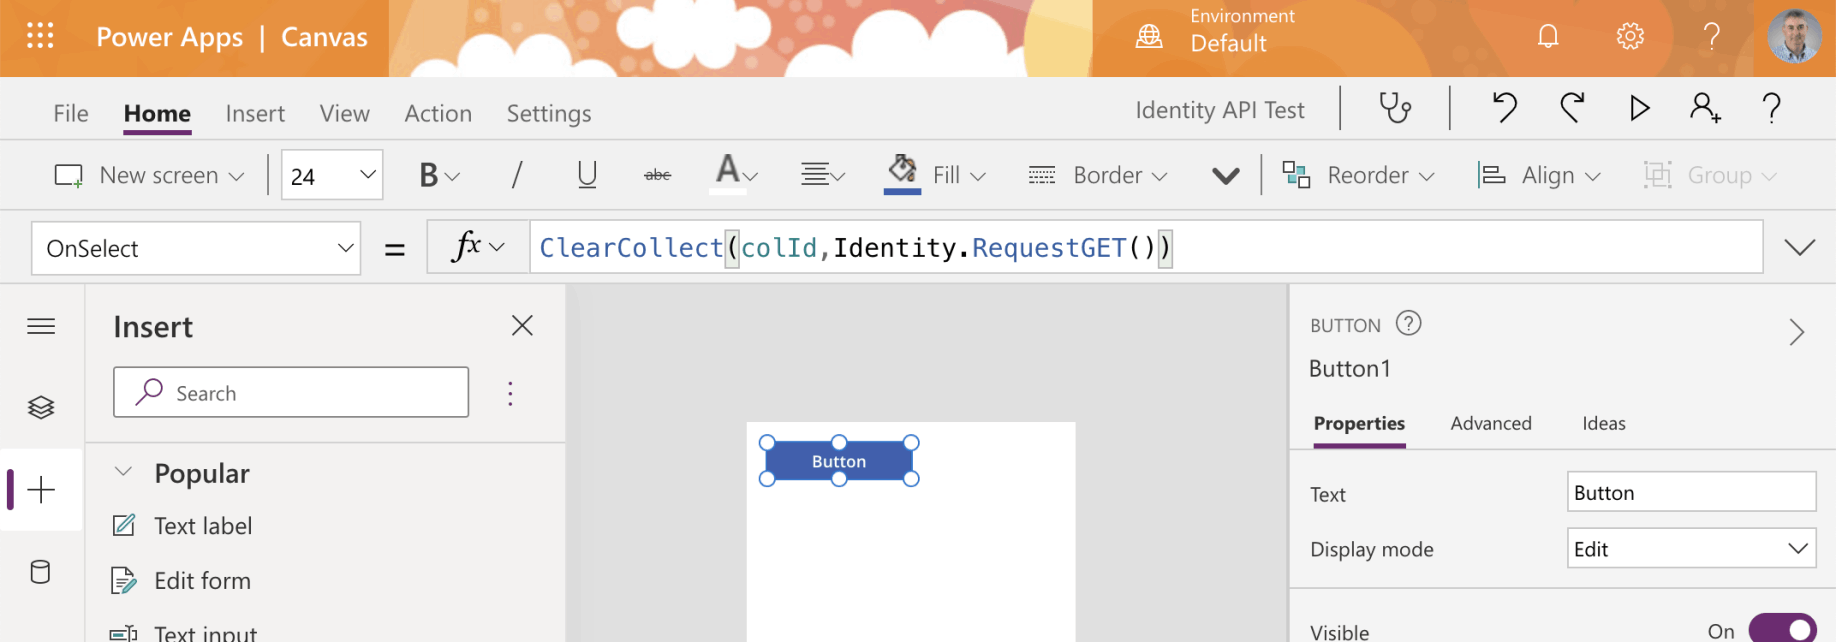 Power Apps | Canvas
Environment
Default
?
File Home Insert View Action Settings
Identity API Test
?
New screen
24
B
/
U
abc
A
Fill
Border
Reorder
Align
Group
OnSelect
=
fx
ClearCollect(colId,Identity.RequestGET())
Insert
Search
Popular
Text label
Edit form
Text input
Button
BUTTON ?
Button1
Properties Advanced Ideas
Text Button
Display mode Edit
Visible On